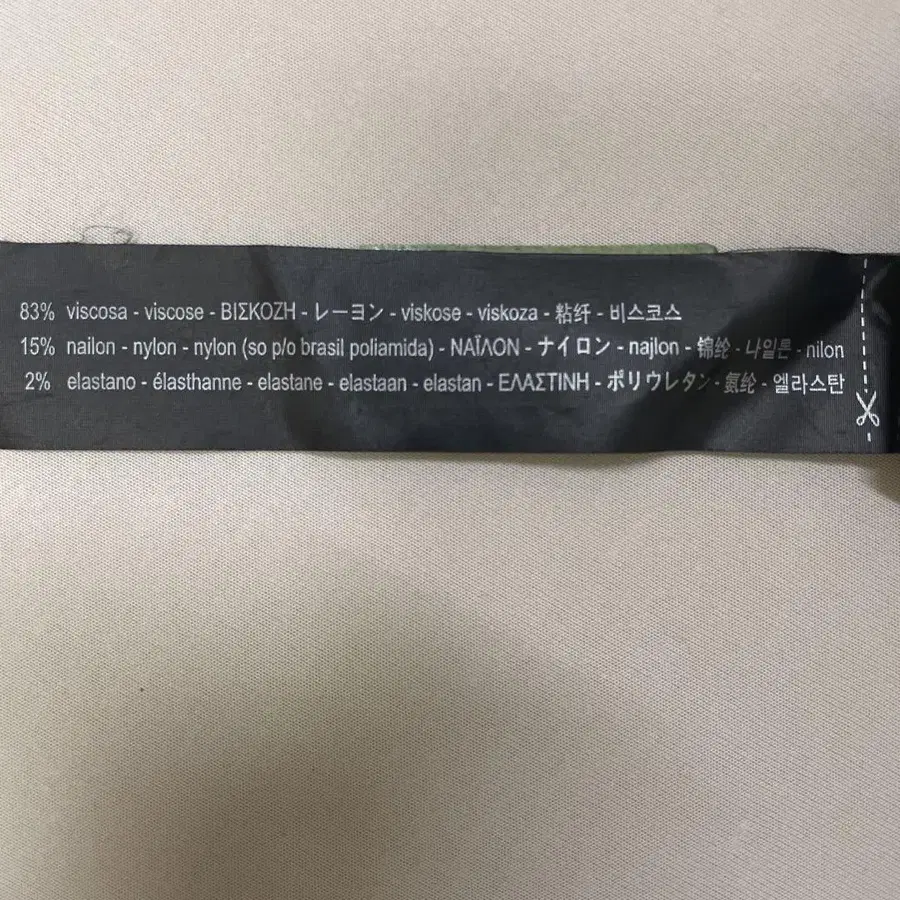 83% viscosa - viscose - ΒΙΣΚΟΖΗ - レーヨン - viskose - viskoza - 粘纤 - 비스코스
15% nailon - nylon - nylon (so p/o brasil poliamida) - ΝΑΪΛΟΝ - ナイロン - najlon - 锦纶 - 나일론 - nilon
2% elastano - élasthanne - elastane - elastaan - elastan - ΕΛΑΣΤΙΝΗ - ポリウレタン - 氨纶 - 엘라스탄